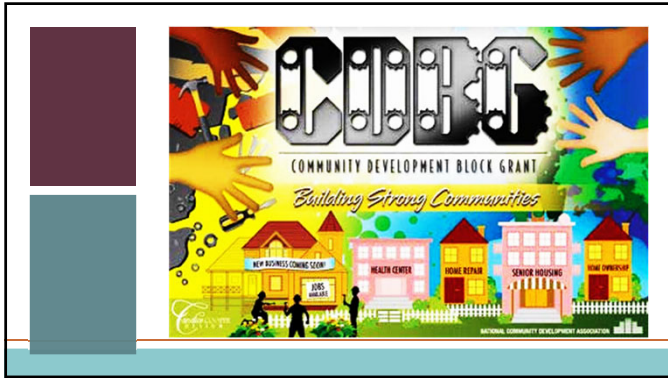 CDBG
COMMUNITY DEVELOPMENT BLOCK GRANT
Building Strong Communities
NEW BUSINESS COMING SOON!
JOBS
AVAILABLE
HEALTH CENTER
HOME REPAIR
SENIOR HOUSING
HOME OWNERSHIP
NATIONAL COMMUNITY DEVELOPMENT ASSOCIATION